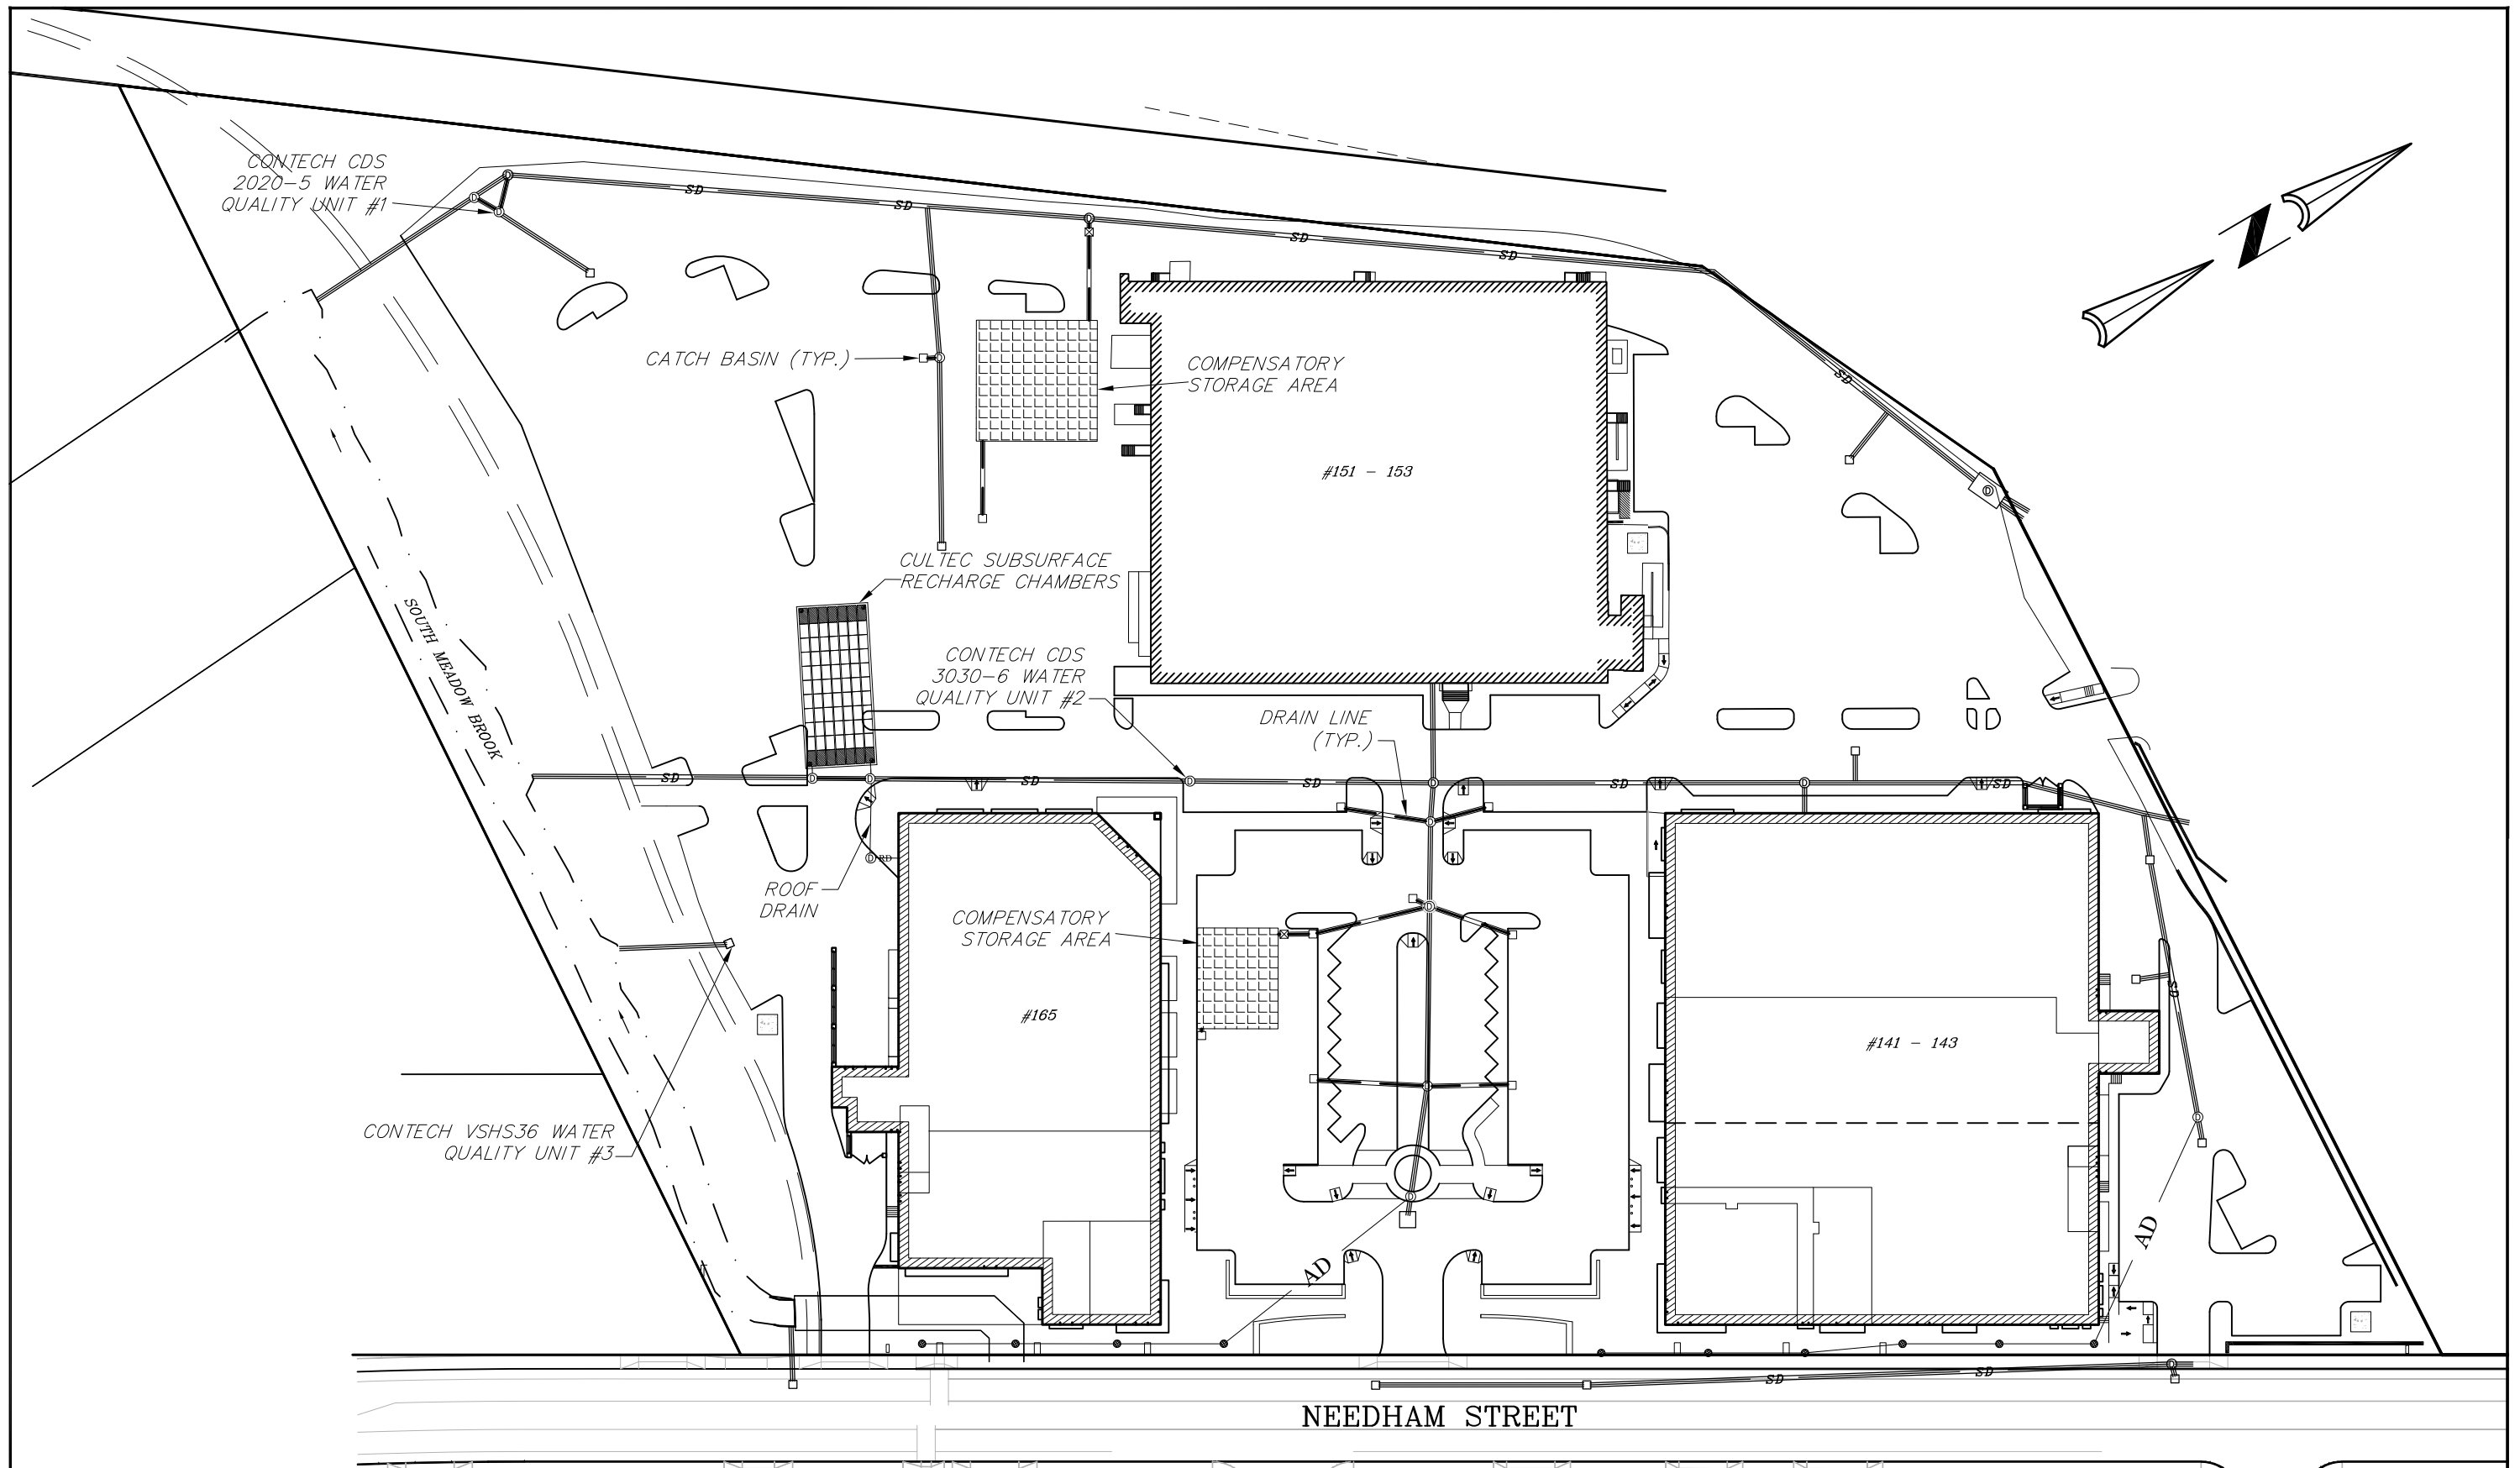 CONTECH CDS
2020-5 WATER
QUALITY UNIT #1
SD
SD
SD
SD
SD
N
CATCH BASIN (TYP.)
COMPENSATORY
STORAGE AREA
#151 - 153
CULTEC SUBSURFACE
RECHARGE CHAMBERS
SOUTH MEADOW BROOK
CONTECH CDS
3030-6 WATER
QUALITY UNIT #2
DRAIN LINE
(TYP.)
SD
SD
SD
SD
SD
RD
ROOF
DRAIN
COMPENSATORY
STORAGE AREA
#165
#141 - 143
SD
CONTECH VSHS36 WATER
QUALITY UNIT #3
AD
AD
SD
SD
NEEDHAM STREET